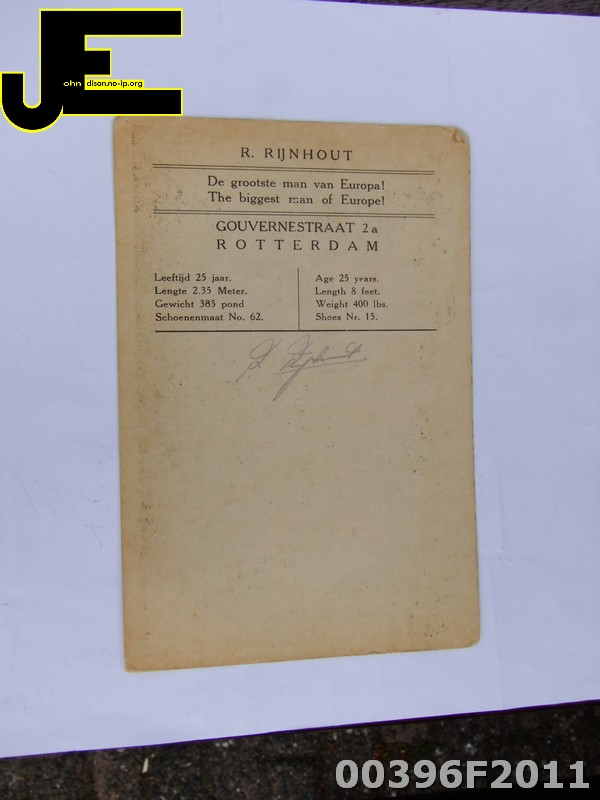 JE
ohn dison.no-ip.org
R. RIJNHOUT
De grootste man van Europa!
The biggest man of Europe!
GOUVERNESTRAAT 2a
ROTTERDAM
Leeftijd 25 jaar.
Lengte 2.35 Meter.
Gewicht 385 pond
Schoenenmaat No. 62.
Age 25 years.
Length 8 feet.
Weight 400 lbs.
Shoes Nr. 15.
00396F2011